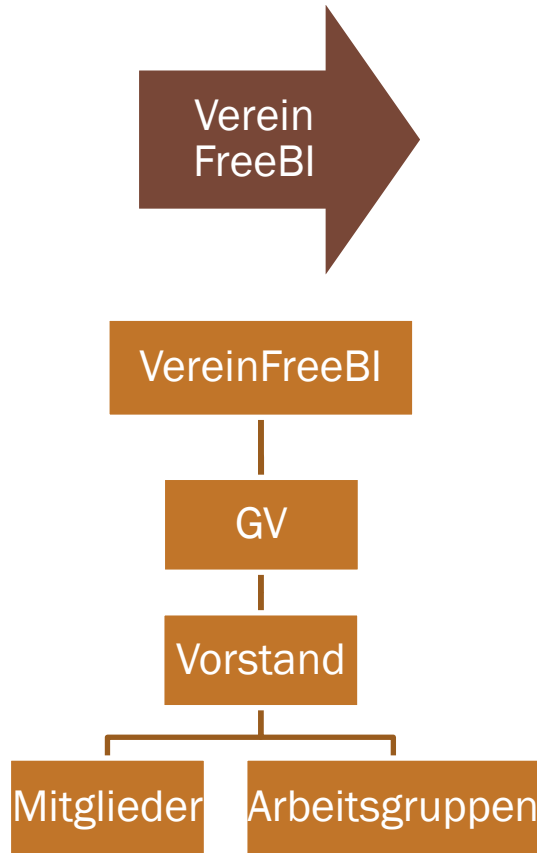 Verein
FreeBI
VereinFreeBI
GV
Vorstand
Mitglieder
Arbeitsgruppen